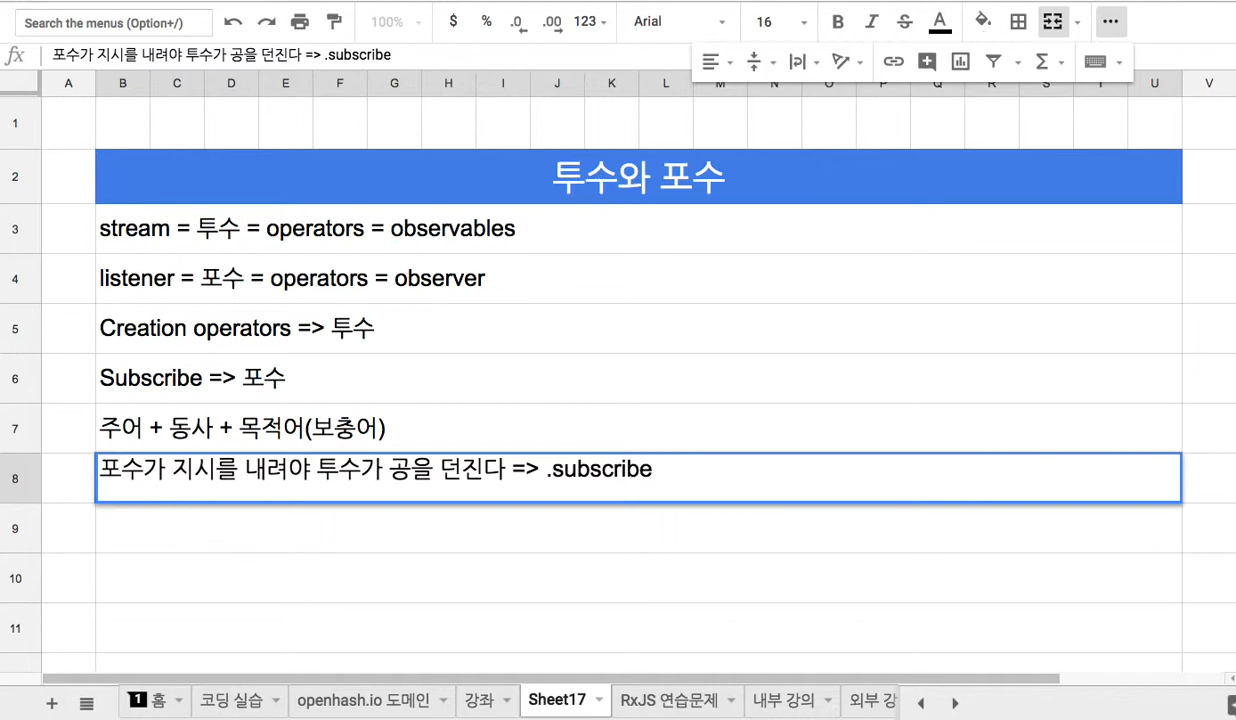 Search the menus (Option+/)
100%
$ % .0 .00 123
Arial
16
B I S A
fx 포수가 지시를 내려야 투수가 공을 던진다 => .subscribe
A B C D E F G H I J K L M N O P Q R S T U V
1
2 투수와 포수
3 stream = 투수 = operators = observables
4 listener = 포수 = operators = observer
5 Creation operators => 투수
6 Subscribe => 포수
7 주어 + 동사 + 목적어(보충어)
8 포수가 지시를 내려야 투수가 공을 던진다 => .subscribe
9
10
11
1 홈 코딩 실습 openhash.io 도메인 강좌 Sheet17 RxJS 연습문제 내부 강의 외부 강